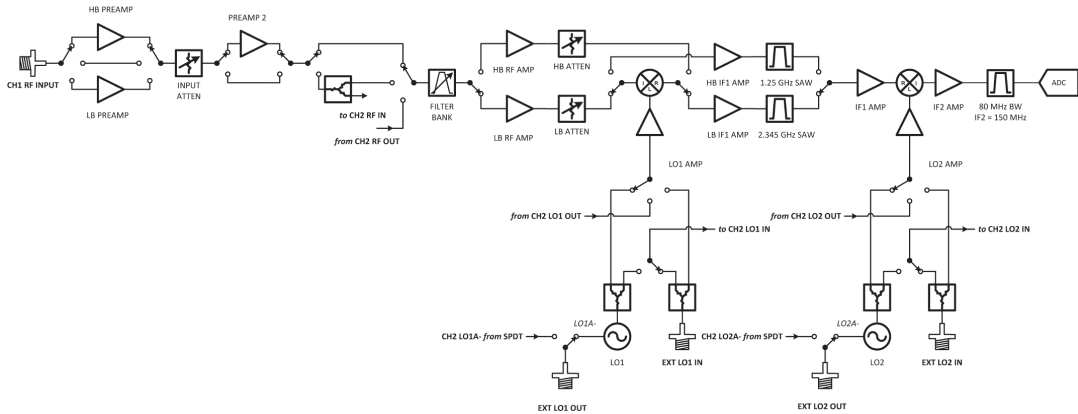 HB PREAMP
PREAMP 2
CH1 RF INPUT
INPUT
ATTEN
LB PREAMP
to CH2 RF IN
from CH2 RF OUT
FILTER
BANK
HB RF AMP
HB ATTEN
LB RF AMP
LB ATTEN
R
I
L
HB IF1 AMP
1.25 GHz SAW
LB IF1 AMP
2.345 GHz SAW
IF1 AMP
R
I
L
IF2 AMP
80 MHz BW
IF2 = 150 MHz
ADC
LO1 AMP
LO2 AMP
from CH2 LO1 OUT
to CH2 LO1 IN
from CH2 LO2 OUT
to CH2 LO2 IN
CH2 LO1A- from SPDT
LO1A-
LO1
EXT LO1 IN
EXT LO1 OUT
CH2 LO2A- from SPDT
LO2A-
LO2
EXT LO2 IN
EXT LO2 OUT